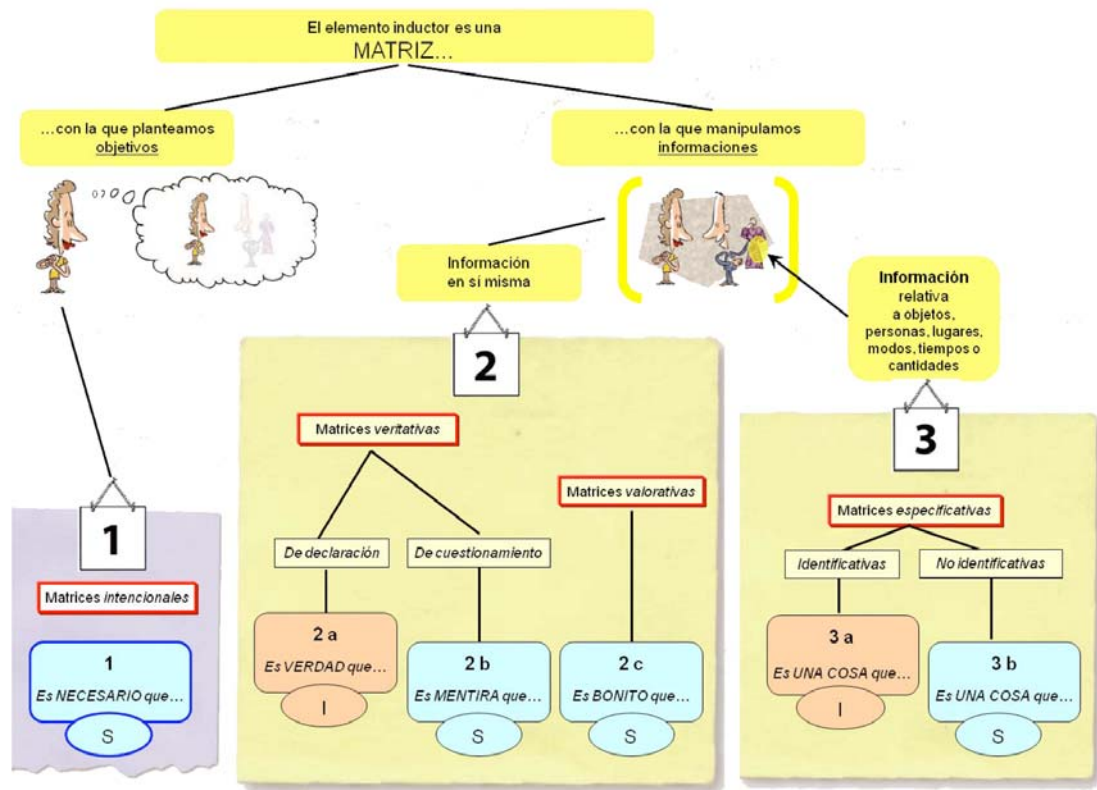 El elemento inductor es una
MATRIZ...
...con la que planteamos
objetivos
...con la que manipulamos
informaciones
Información
en sí misma
Información
relativa
a objetos,
personas, lugares,
modos, tiempos o
cantidades
1
Matrices intencionales
1
Es NECESARIO que...
S
2
Matrices veritativas
Matrices valorativas
De declaración
De cuestionamiento
2 a
Es VERDAD que...
I
2 b
Es MENTIRA que...
S
2 c
Es BONITO que...
S
3
Matrices especificativas
Identificativas
No identificativas
3 a
Es UNA COSA que...
I
3 b
Es UNA COSA que...
S